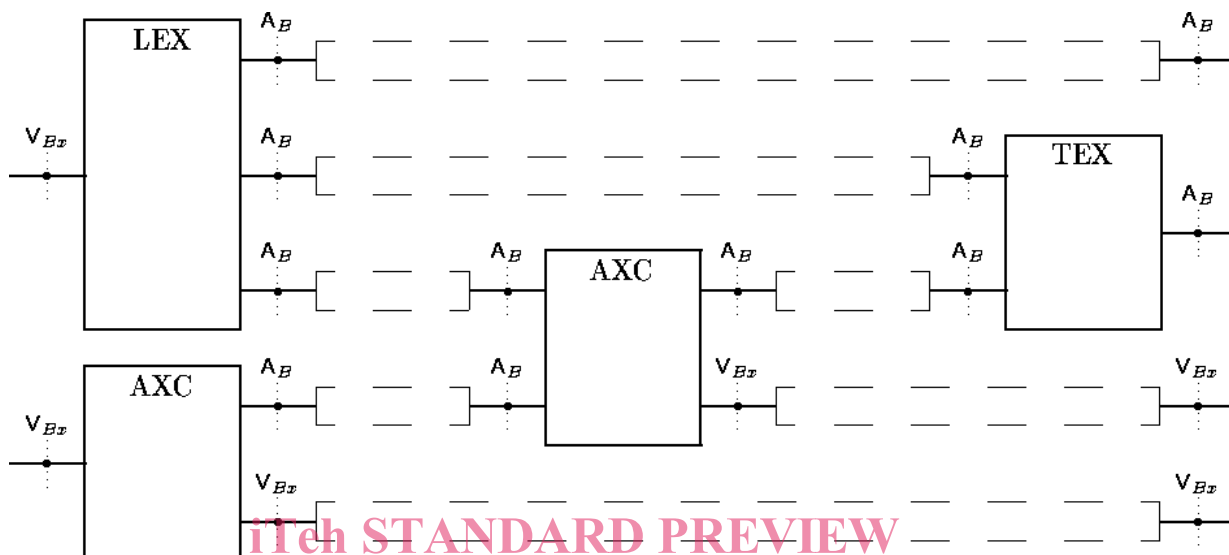 A_B A_B
LEX
V_Bx A_B A_B TEX
A_B
A_B A_B AXC A_B A_B
AXC A_B A_B V_Bx V_Bx
V_Bx
V_Bx V_Bx
iTeh STANDARD PREVIEW